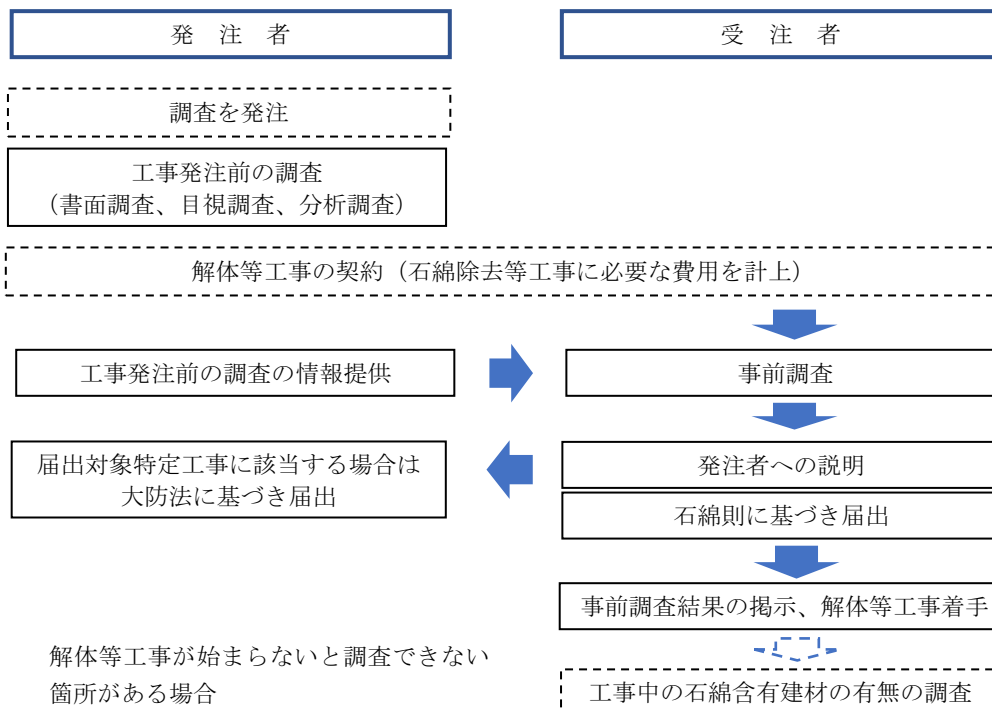 発 注 者
受 注 者
調査を発注
工事発注前の調査
（書面調査、目視調査、分析調査）
解体等工事の契約（石綿除去等工事に必要な費用を計上）
工事発注前の調査の情報提供
事前調査
届出対象特定工事に該当する場合は
大防法に基づき届出
発注者への説明
石綿則に基づき届出
事前調査結果の掲示、解体等工事着手
解体等工事が始まらないと調査できない
箇所がある場合
工事中の石綿含有建材の有無の調査